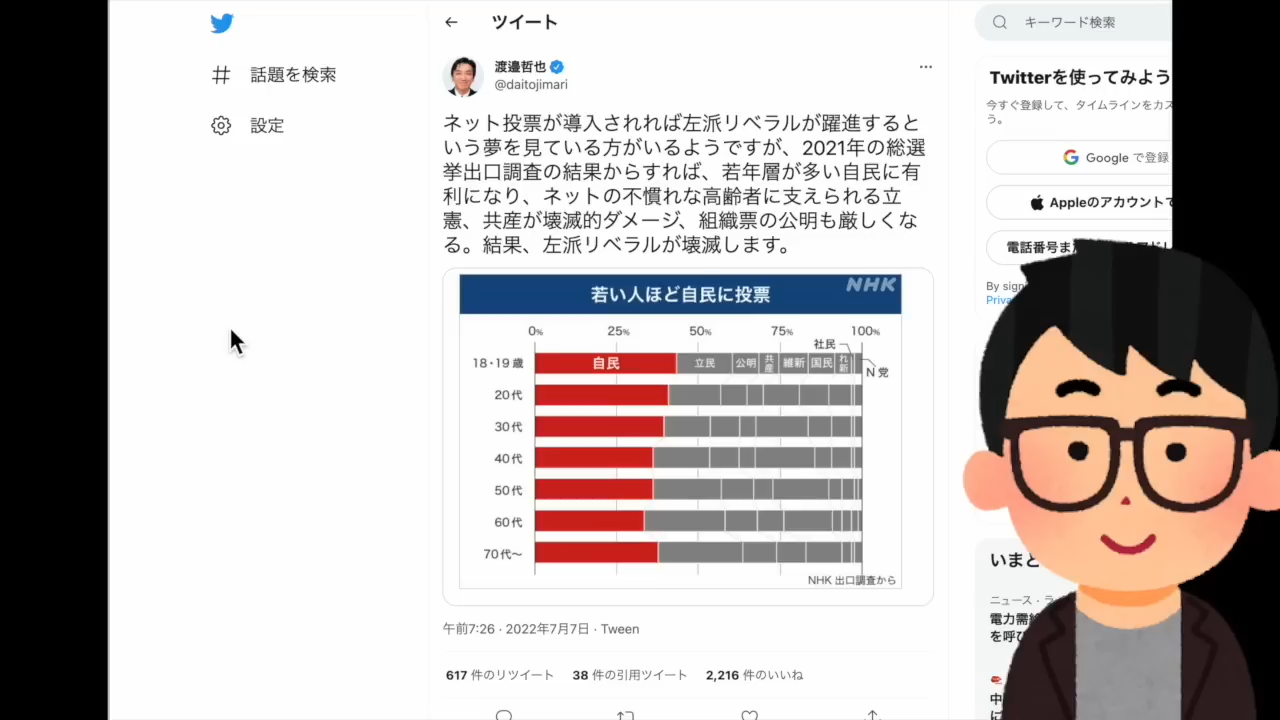 ツイート
キーワード検索
話題を検索
設定
渡邉哲也
@daitojimari
ネット投票が導入されれば左派リベラルが躍進すると
いう夢を見ている方がいるようですが、2021年の総選
挙出口調査の結果からすれば、若年層が多い自民に有
利になり、ネットの不慣れな高齢者に支えられる立
憲、共産が壊滅的ダメージ、組織票の公明も厳しくな
る。結果、左派リベラルが壊滅します。
若い人ほど自民に投票
NHK
0% 25% 50% 75% 100%
社民
18・19歳 自民 立民 公明 共産 維新 国民 れ新 N党
20代
30代
40代
50代
60代
70代〜
NHK 出口調査から
午前7:26 · 2022年7月7日 · Tween
617 件のリツイート 38 件の引用ツイート 2,216 件のいいね
Twitterを使ってみよう
今すぐ登録して、タイムラインをカス
う。
Google で登録
Appleのアカウントで
電話番号ま
By sign
Priva
いまと
ニュース・ラ
電力需給
を呼び
中
に